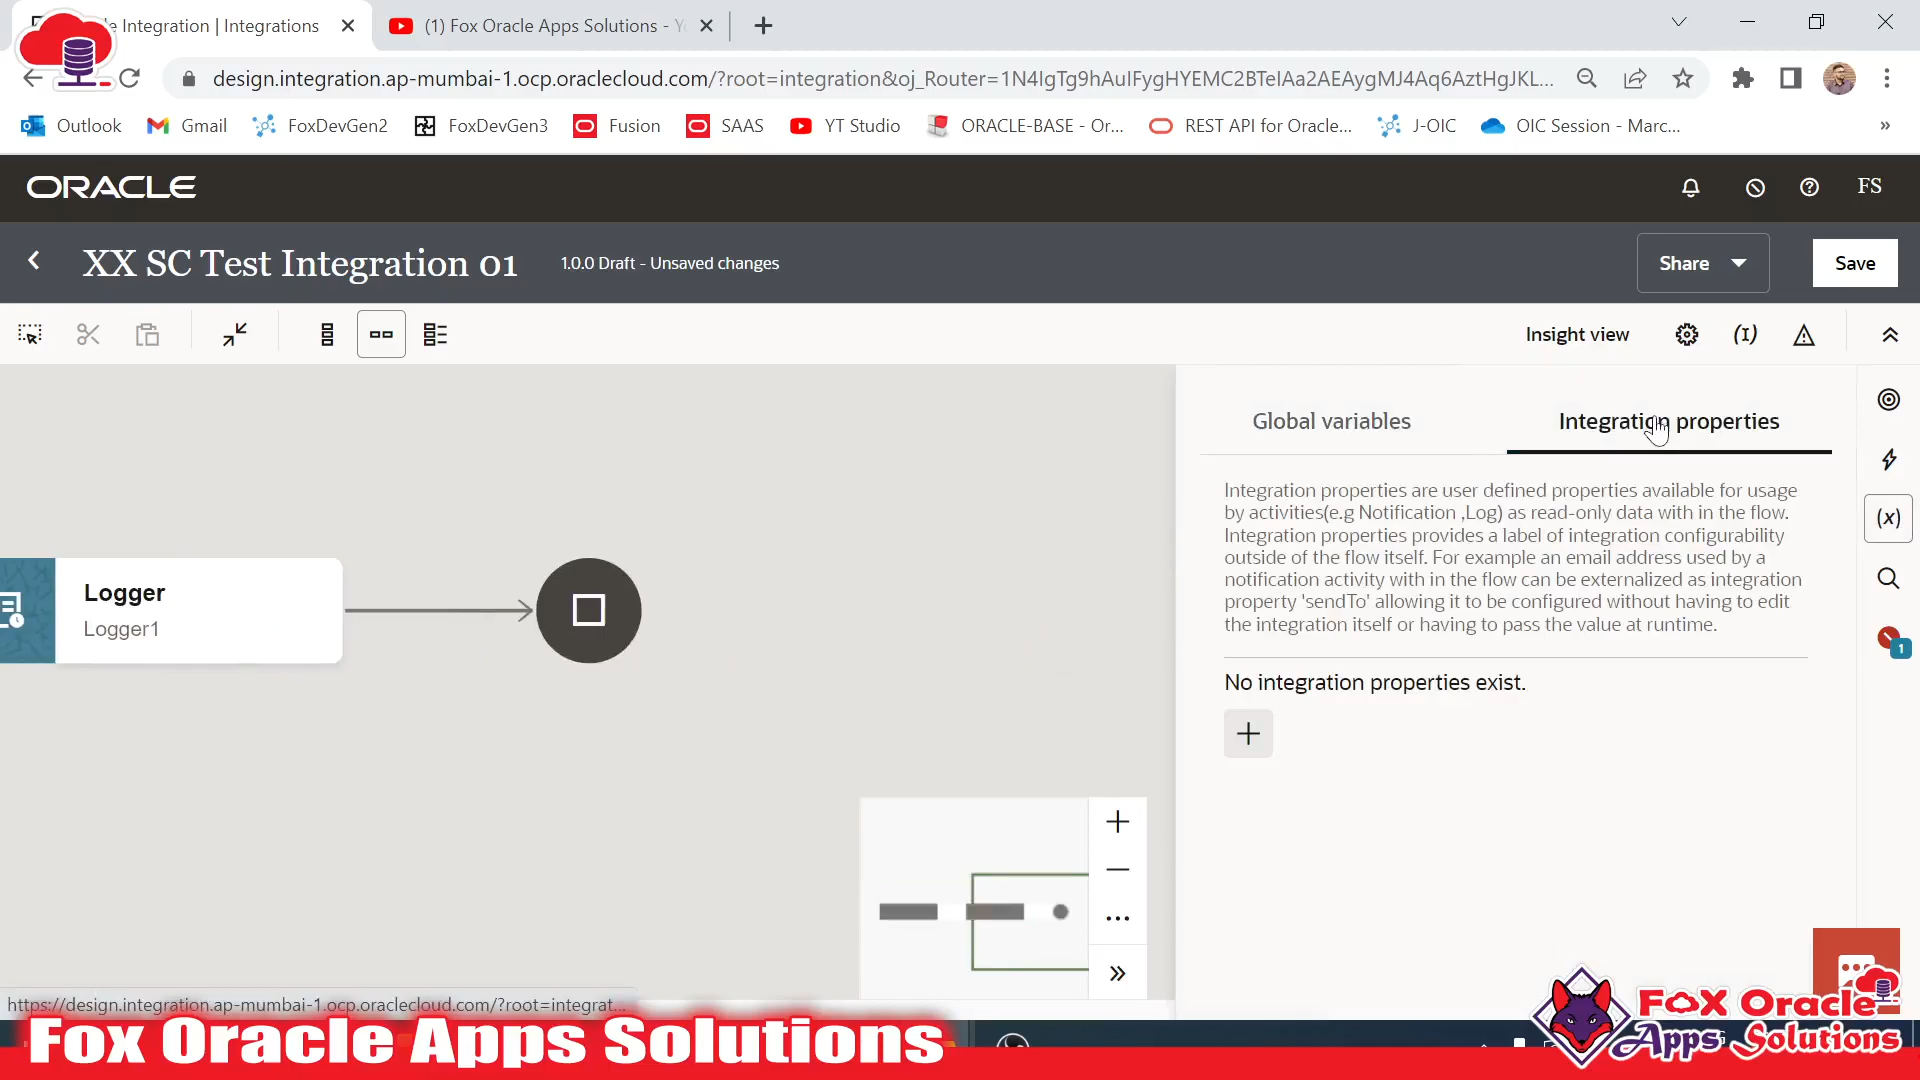 Integration | Integrations
(1) Fox Oracle Apps Solutions -
design.integration.ap-mumbai-1.ocp.oraclecloud.com/?root=integration&oj_Router=1N4IgTg9hAuIFygHYEMC2BTeIAa2AEAygMJ4Aq6AztHgJKL...
Outlook
Gmail
FoxDevGen2
FoxDevGen3
Fusion
SAAS
YT Studio
ORACLE-BASE - Or...
REST API for Oracle...
J-OIC
OIC Session - Marc...
ORACLE
FS
XX SC Test Integration 01
1.0.0 Draft - Unsaved changes
Share
Save
Insight view
(I)
Global variables
Integration properties
(x)
Integration properties are user defined properties available for usage
by activities(e.g Notification ,Log) as read-only data with in the flow.
Integration properties provides a label of integration configurability
outside of the flow itself. For example an email address used by a
notification activity with in the flow can be externalized as integration
property 'sendTo' allowing it to be configured without having to edit
the integration itself or having to pass the value at runtime.
No integration properties exist.
1
Logger
Logger1
https://design.integration.ap-mumbai-1.ocp.oraclecloud.com/?root=integrat...
Fox Oracle Apps Solutions
Fox Oracle
Apps Solutions